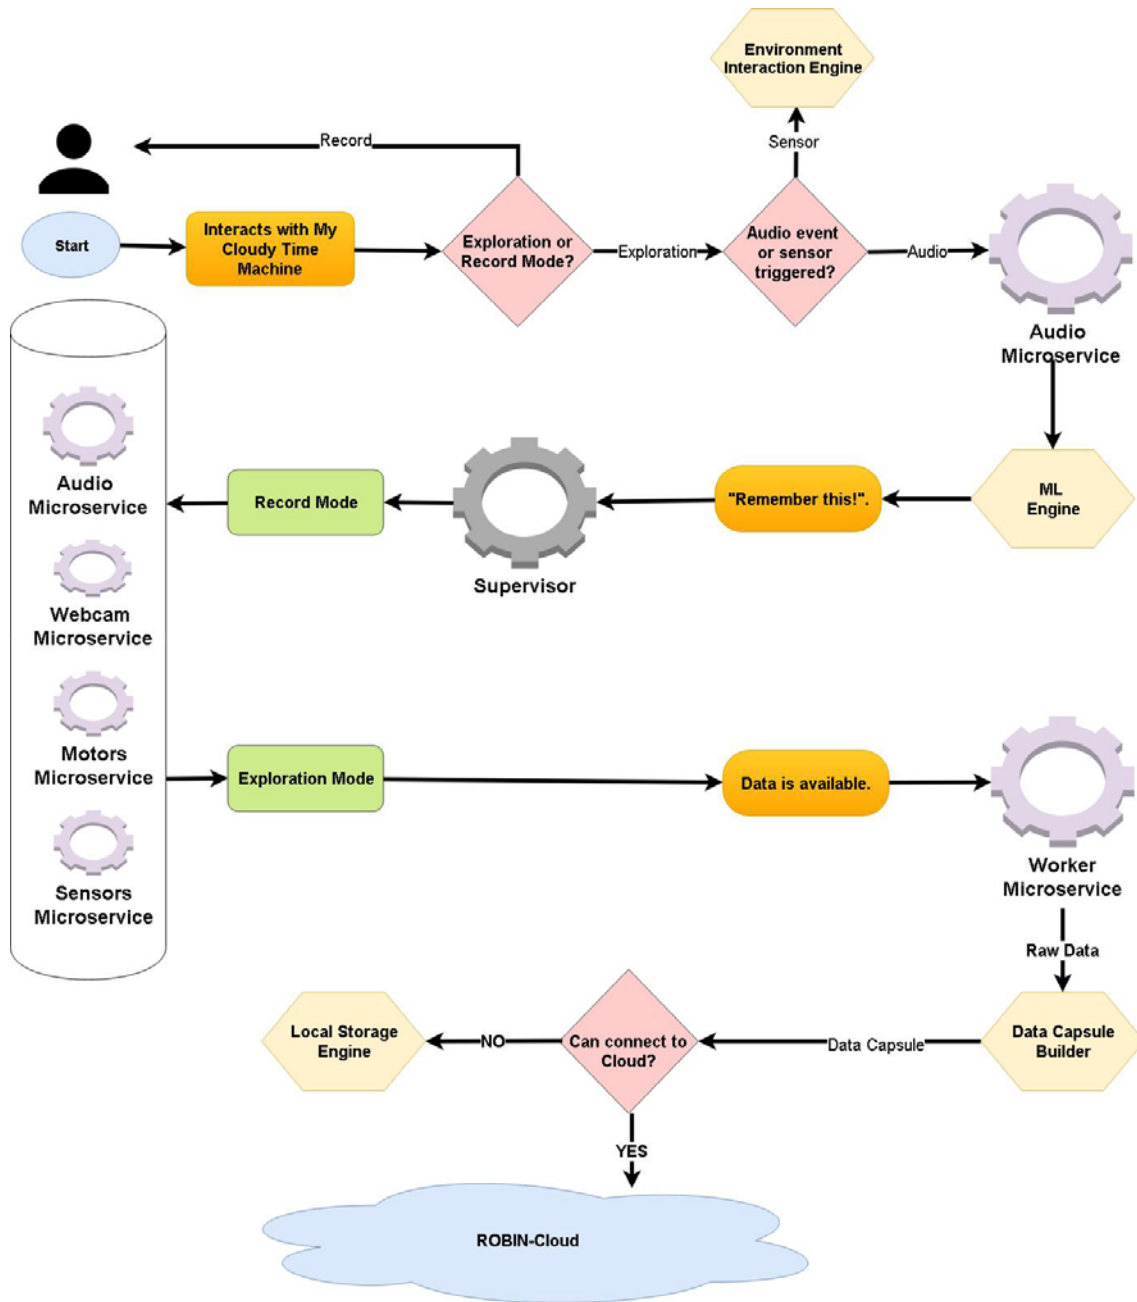 Environment
Interaction Engine
Record
Sensor
Start
Interacts with My
Cloudy Time
Machine
Exploration or
Record Mode?
Exploration
Audio event
or sensor
triggered?
Audio
Audio
Microservice
Audio
Microservice
Record Mode
Supervisor
"Remember this!".
ML
Engine
Webcam
Microservice
Motors
Microservice
Exploration Mode
Data is available.
Worker
Microservice
Sensors
Microservice
Raw Data
Local Storage
Engine
NO
Can connect to
Cloud?
Data Capsule
Data Capsule
Builder
YES
ROBIN-Cloud